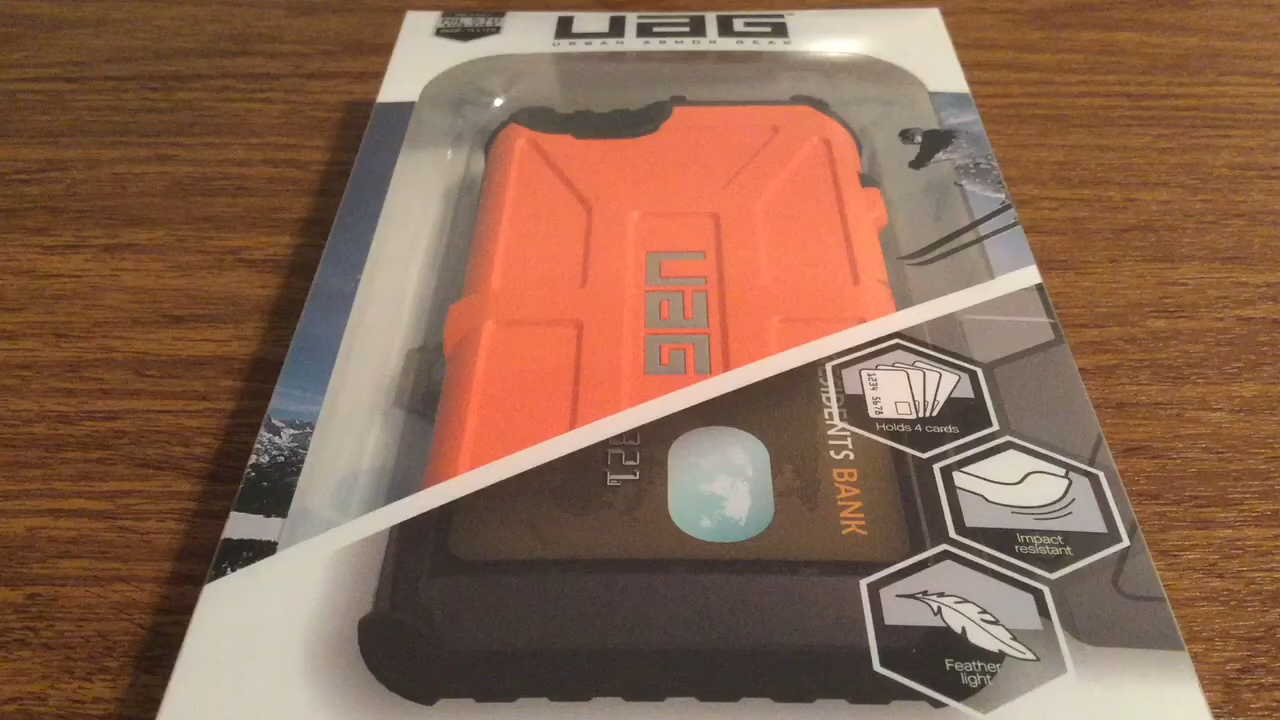 UAG
URBAN ARMOR GEAR
UAG
1234 5678
Holds 4 cards
321
BANK
Impact
resistant
Feather
light